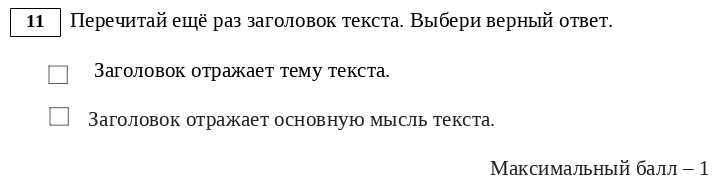 11 Перечитай ещё раз заголовок текста. Выбери верный ответ.
Заголовок отражает тему текста.
Заголовок отражает основную мысль текста.
Максимальный балл – 1